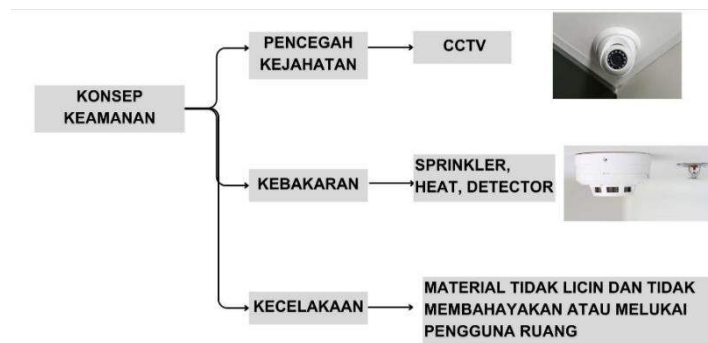 KONSEP
KEAMANAN
PENCEGAH
KEJAHATAN
CCTV
KEBAKARAN
SPRINKLER,
HEAT, DETECTOR
KECELAKAAN
MATERIAL TIDAK LICIN DAN TIDAK
MEMBAHAYAKAN ATAU MELUKAI
PENGGUNA RUANG